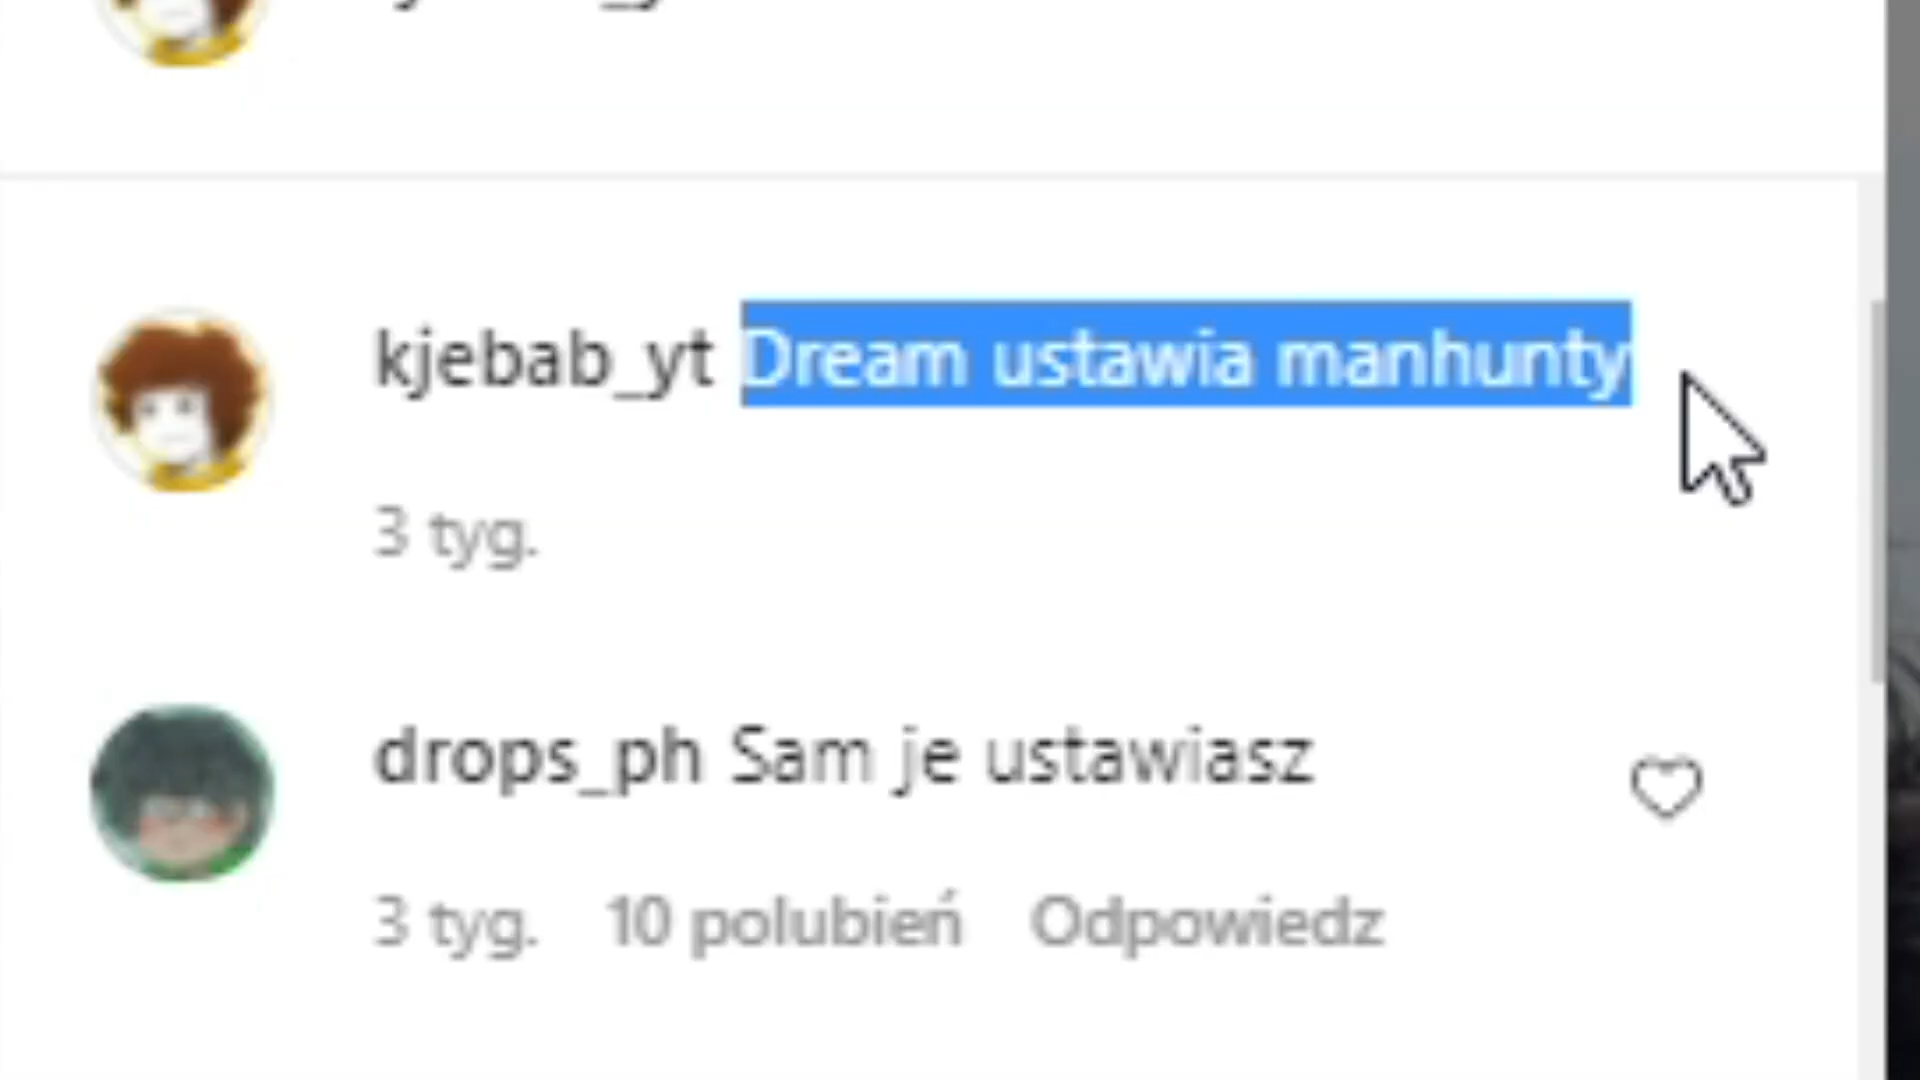 kjebab_yt Dream ustawia manhunty
3 tyg.
drops_ph Sam je ustawiasz
3 tyg. 10 polubień Odpowiedz